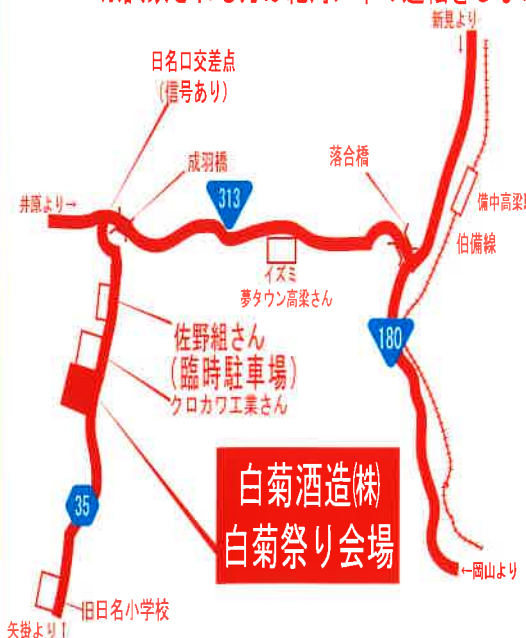 新見より
↓
日名口交差点
(信号あり)
成羽橋
落合橋
井原より→
313
備中高梁
伯備線
イズミ
夢タウン高梁さん
180
佐野組さん
(臨時駐車場)
クロカワ工業さん
白菊酒造㈱
白菊祭り会場
35
←岡山より
旧日名小学校
矢掛より↑